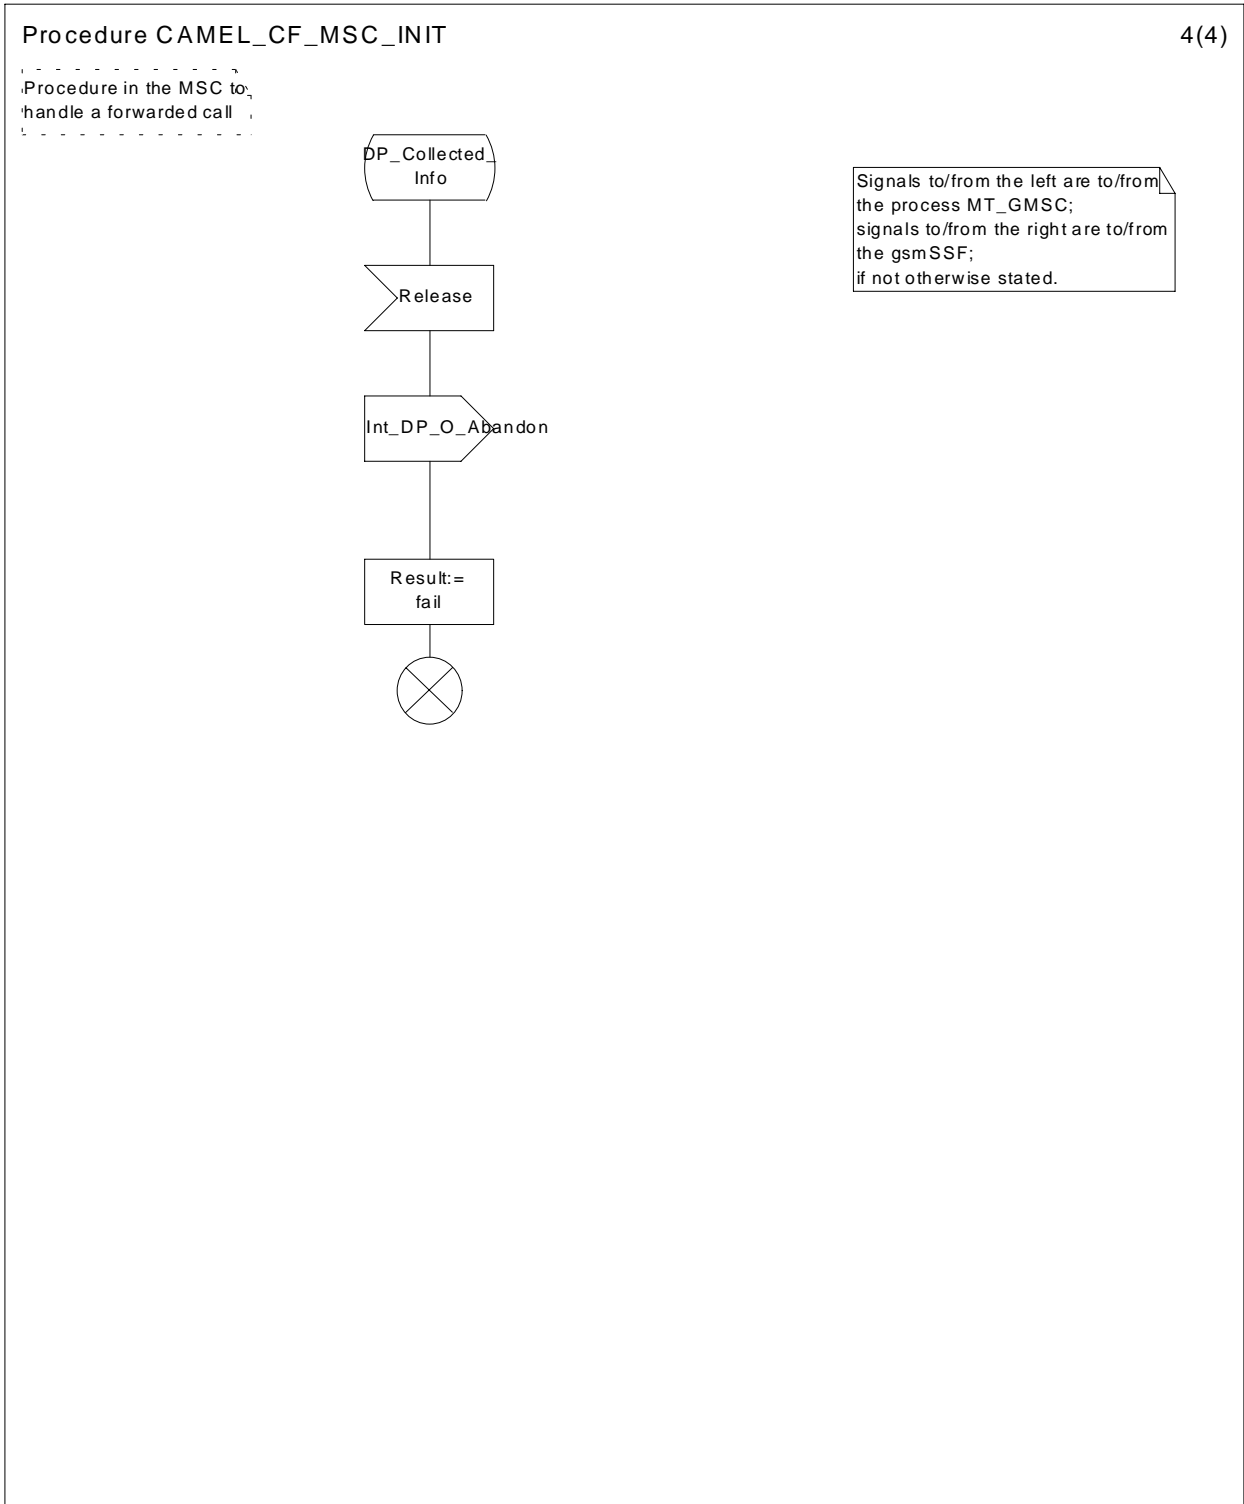 Procedure CAMEL_CF_MSC_INIT
4(4)
Procedure in the MSC to
handle a forwarded call
DP_Collected_
Info
Signals to/from the left are to/from
the process MT_GMSC;
signals to/from the right are to/from
the gsmSSF;
if not otherwise stated.
Release
Int_DP_O_Abandon
Result:=
fail